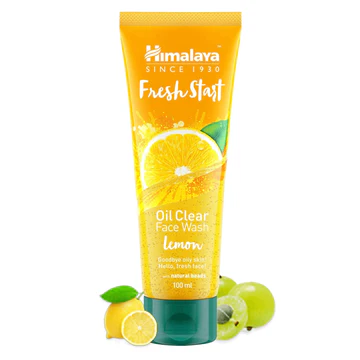 Himalaya
SINCE 1930
Fresh Start
Oil Clear
Face Wash
lemon
Goodbye oily skin!
Hello, fresh face!
with natural beads
100 ml